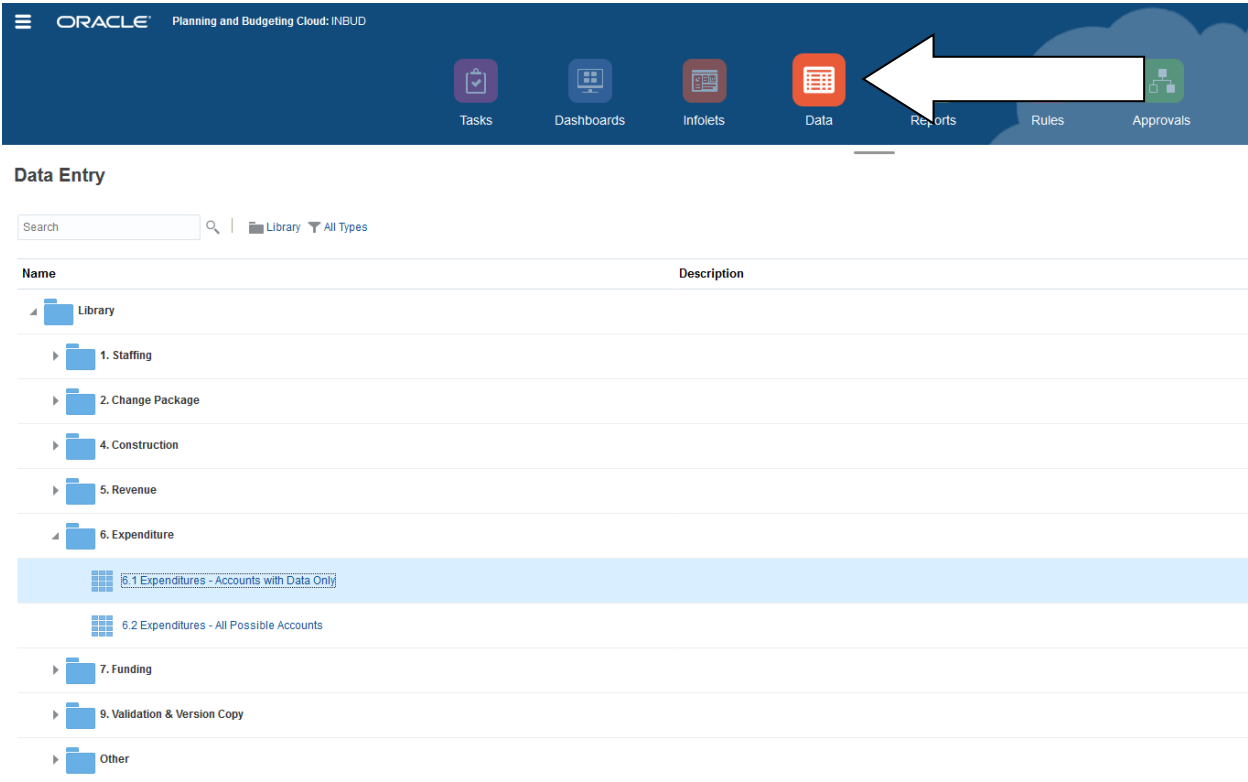 ORACLE Planning and Budgeting Cloud: INBUD
Tasks Dashboards Infolets Data Reports Rules Approvals
Data Entry
Search Library All Types
Name Description
Library
1. Staffing
2. Change Package
4. Construction
5. Revenue
6. Expenditure
6.1 Expenditures - Accounts with Data Only
6.2 Expenditures - All Possible Accounts
7. Funding
9. Validation & Version Copy
Other